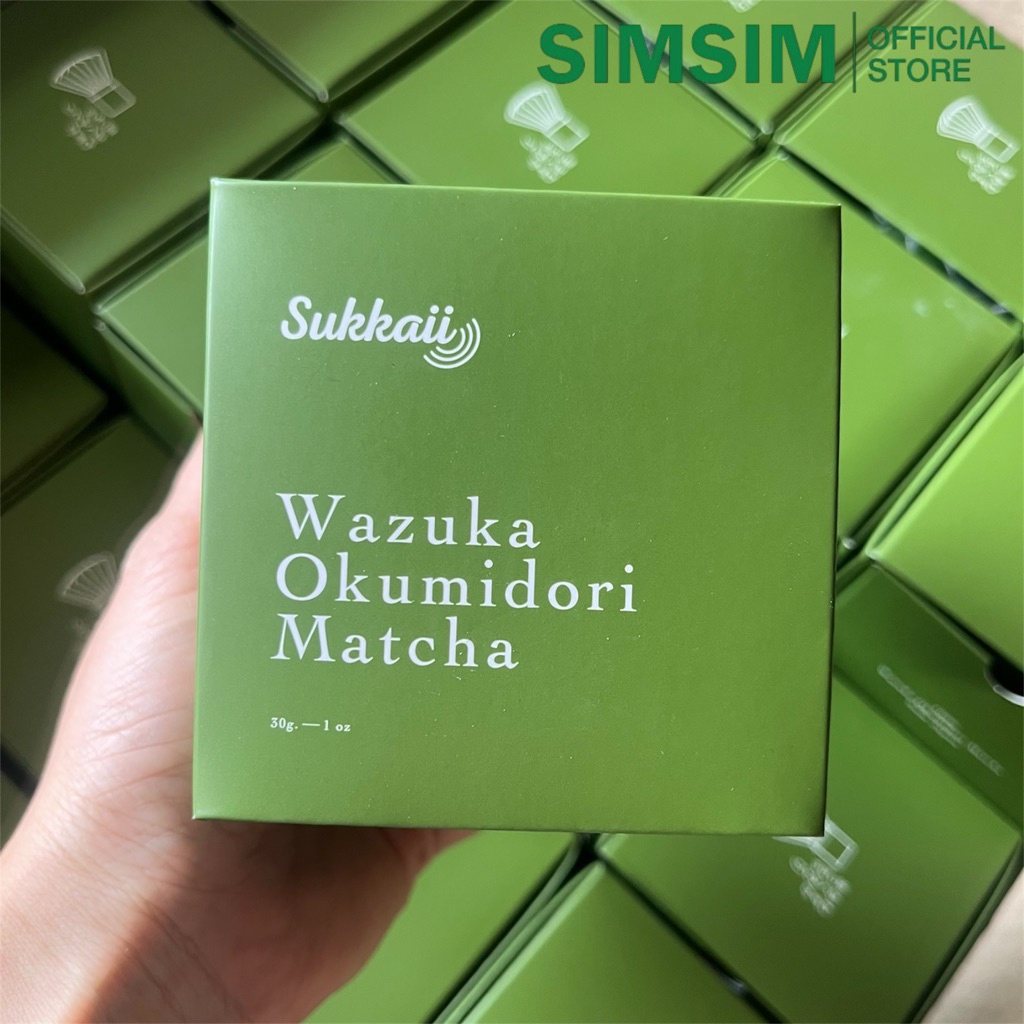 SIMSIM
OFFICIAL
STORE
Sukkaii
Wazuka
Okumidori
Matcha
30g. — 1 oz